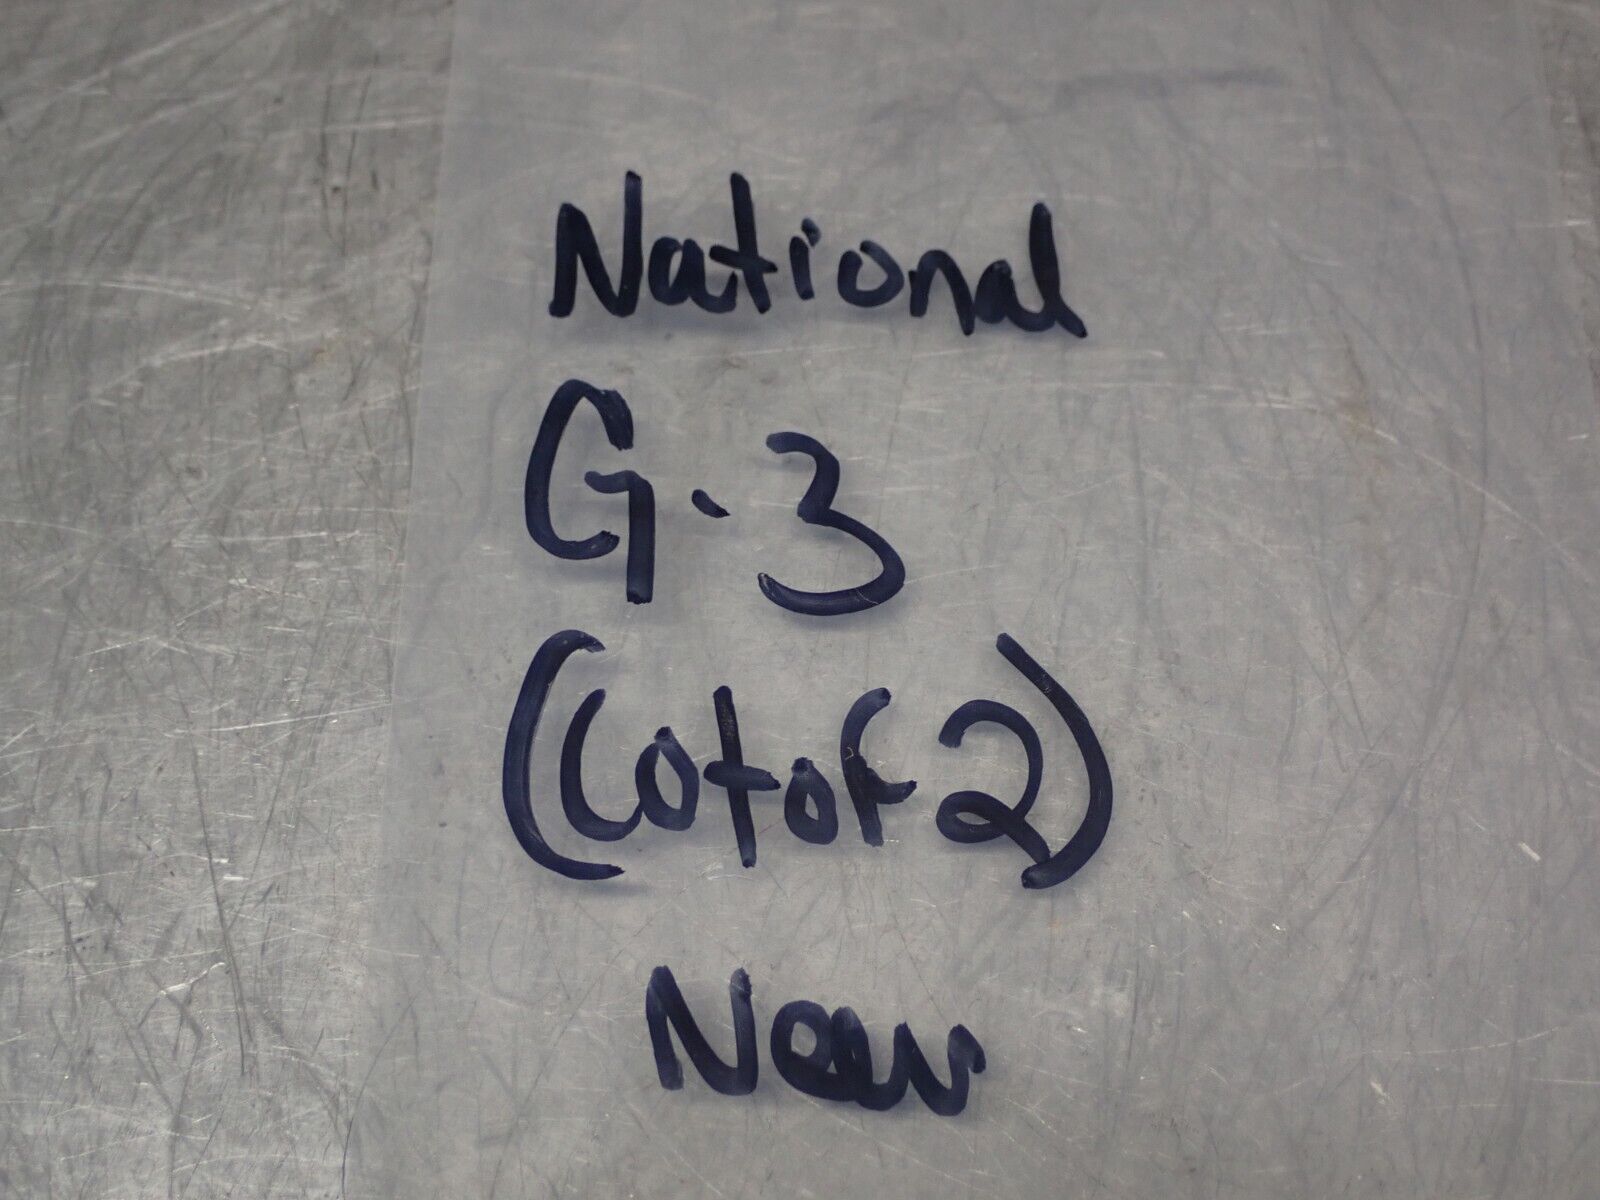 National
G-3
(Lot of 2)
New